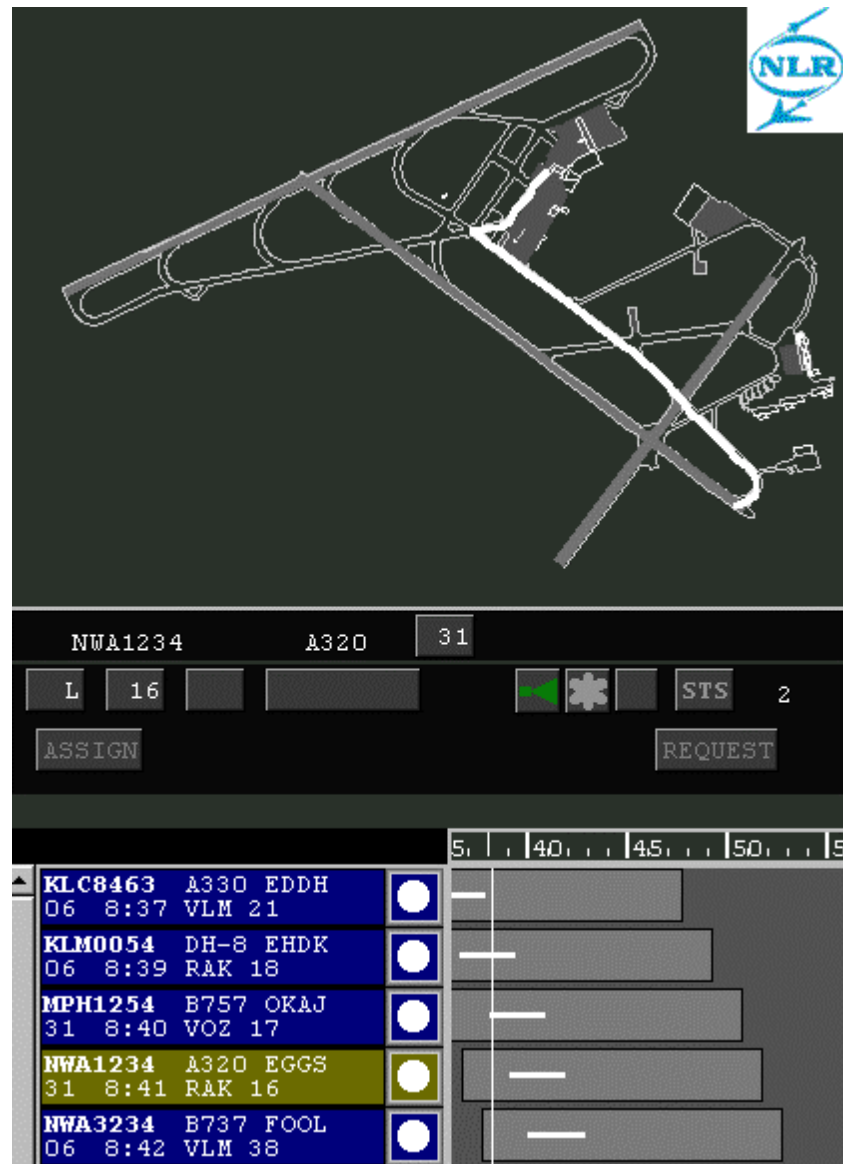 NLR
NWA1234 A320 31
L 16 STS 2
ASSIGN REQUEST
5 40 45 50 5
KLC8463 A330 EDDH
06 8:37 VLM 21
KLM0054 DH-8 EHDK
06 8:39 RAK 18
MPH1254 B757 OKAJ
31 8:40 VOZ 17
NWA1234 A320 EGGS
31 8:41 RAK 16
NWA3234 B737 FOOL
06 8:42 VLM 38